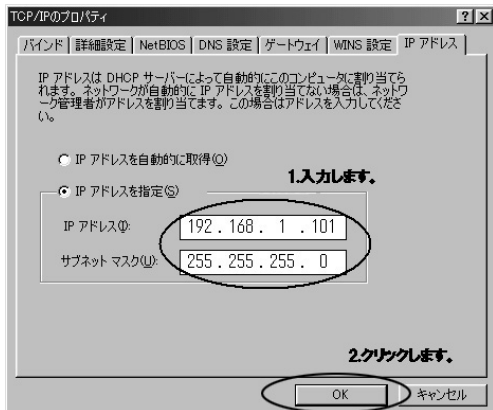 TCP/IPのプロパティ
? ×
バインド 詳細設定 NetBIOS DNS 設定 ゲートウェイ WINS 設定 IP アドレス
IP アドレスは DHCP サーバーによって自動的にこのコンピュータに割り当てら
れます。ネットワークが自動的に IP アドレスを割り当てない場合は、ネットワ
ーク管理者がアドレスを割り当てます。この場合はアドレスを入力してくださ
い。
IP アドレスを自動的に取得(O)
1.入力します。
IP アドレスを指定(S)
IP アドレス(I): 192.168. 1 .101
サブネット マスク(U): 255.255.255. 0
2.クリックします。
OK キャンセル